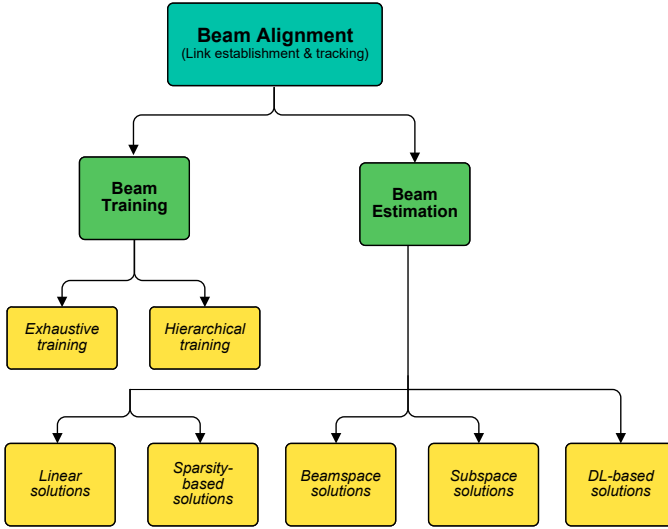 Beam Alignment
(Link establishment & tracking)
Beam
Training
Beam
Estimation
Exhaustive
training
Hierarchical
training
Linear
solutions
Sparsity-
based
solutions
Beamspace
solutions
Subspace
solutions
DL-based
solutions